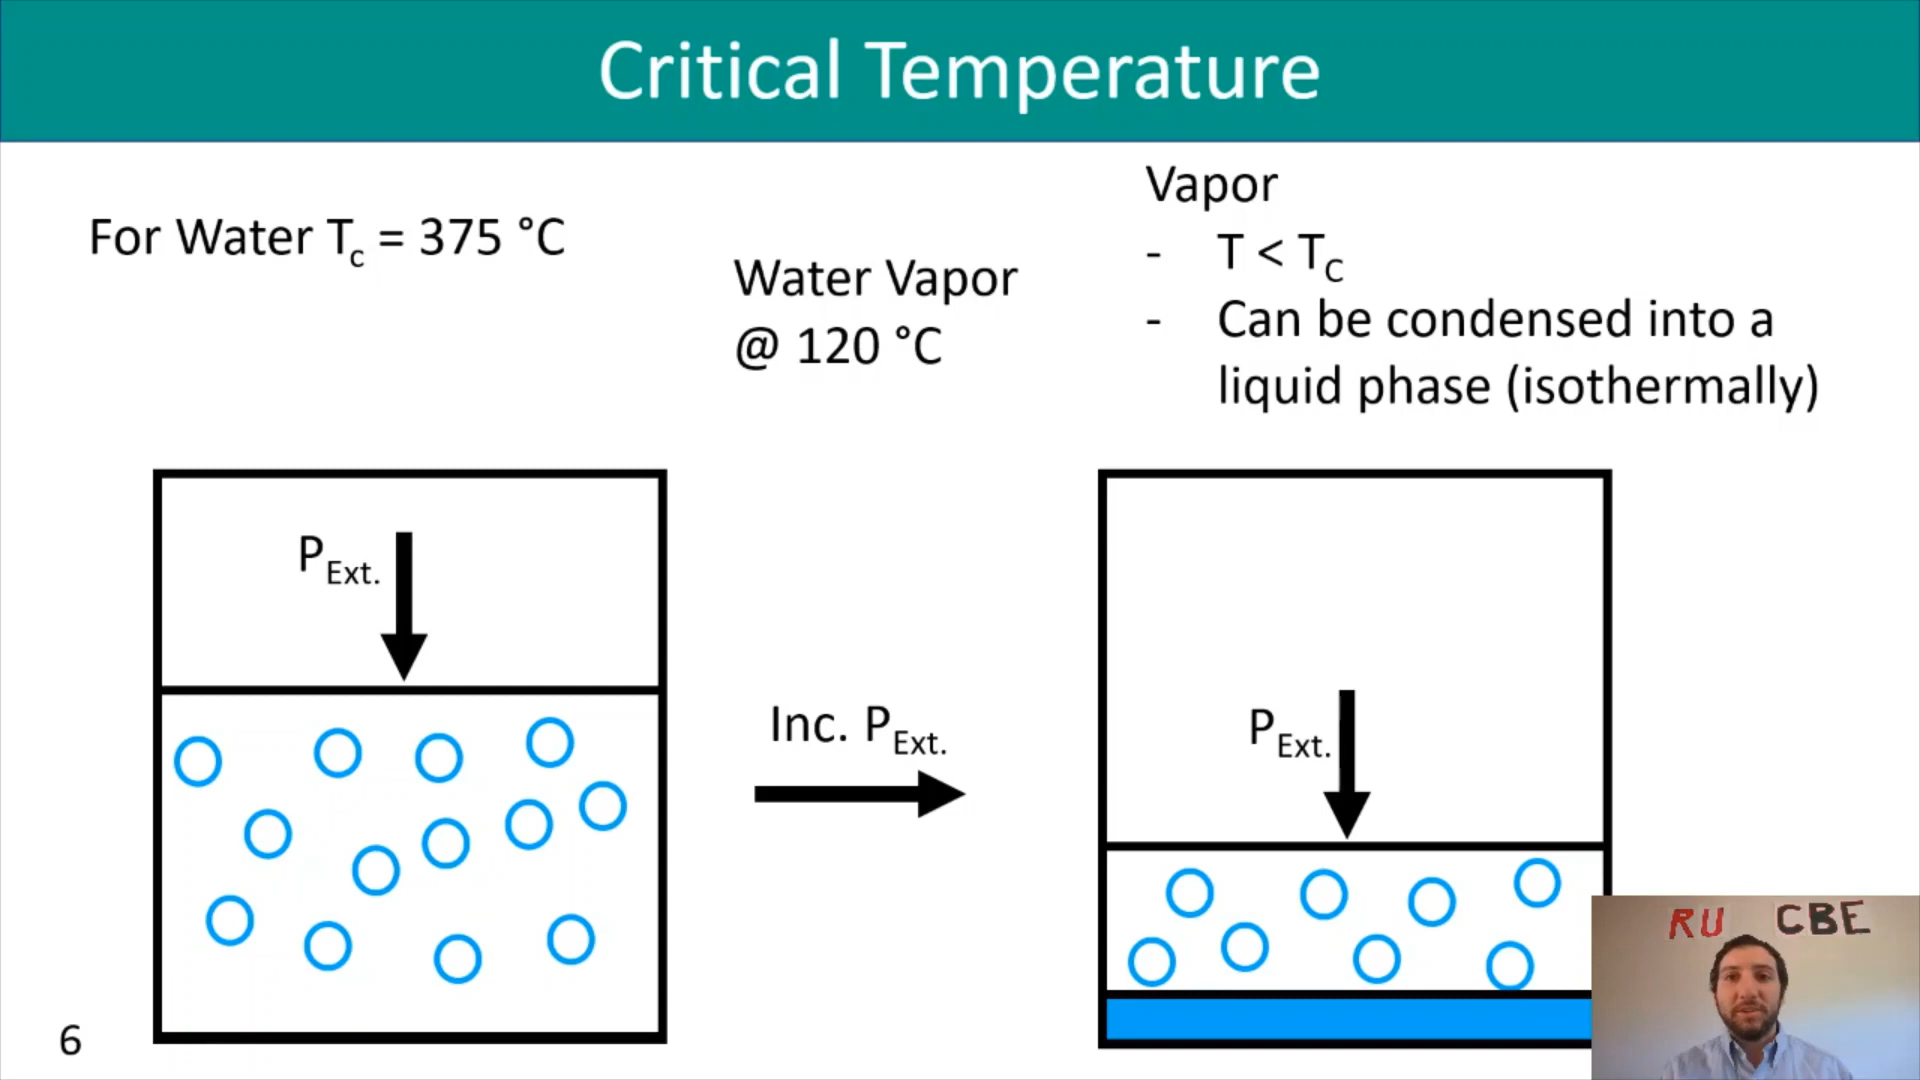 Critical Temperature
For Water Tc = 375 °C
Water Vapor
@ 120 °C
Vapor
- T < TC
- Can be condensed into a
liquid phase (isothermally)
PExt.
Inc. PExt.
PExt.
RU CBE
6